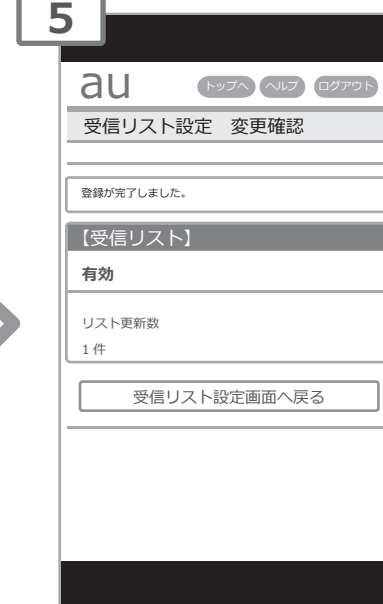 5
au
トップへ ヘルプ ログアウト
受信リスト設定　変更確認
登録が完了しました。
【受信リスト】
有効
リスト更新数
1 件
受信リスト設定画面へ戻る